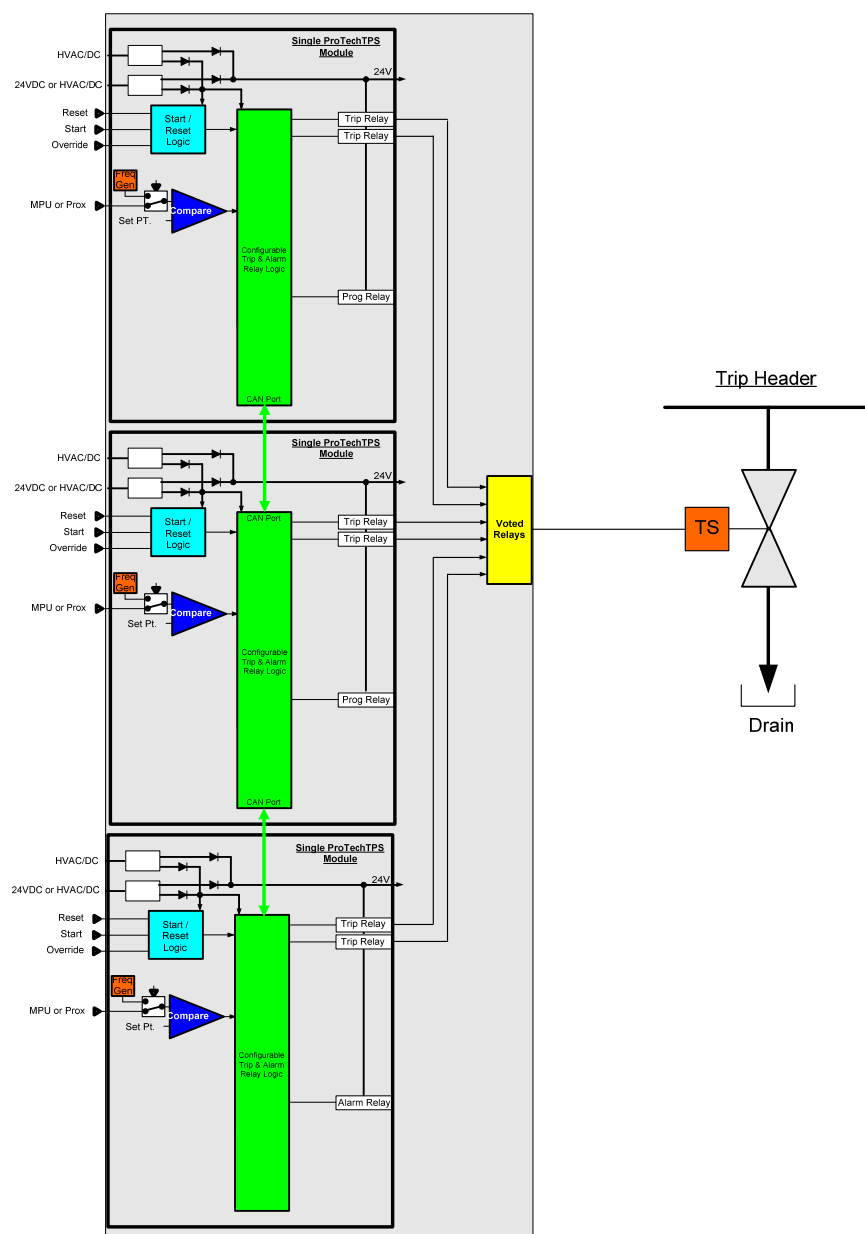 Single ProTechTPS
Module
HVAC/DC
24V
24VDC or HVAC/DC
Reset
Start
Override
Start /
Reset
Logic
Trip Relay
Trip Relay
Freq
Gen
MPU or Prox
Set PT.
Compare
Configurable
Trip & Alarm
Relay Logic
Prog Relay
CAN Port
Single ProTechTPS
Module
HVAC/DC
24V
24VDC or HVAC/DC
Reset
Start
Override
Start /
Reset
Logic
CAN Port
Trip Relay
Trip Relay
Freq
Gen
MPU or Prox
Set Pt.
Compare
Configurable
Trip & Alarm
Relay Logic
Prog Relay
CAN Port
Single ProTechTPS
Module
HVAC/DC
24V
24VDC or HVAC/DC
Reset
Start
Override
Start /
Reset
Logic
Trip Relay
Trip Relay
Freq
Gen
MPU or Prox
Set Pt.
Compare
Configurable
Trip & Alarm
Relay Logic
Alarm Relay
Voted
Relays
Trip Header
TS
Drain